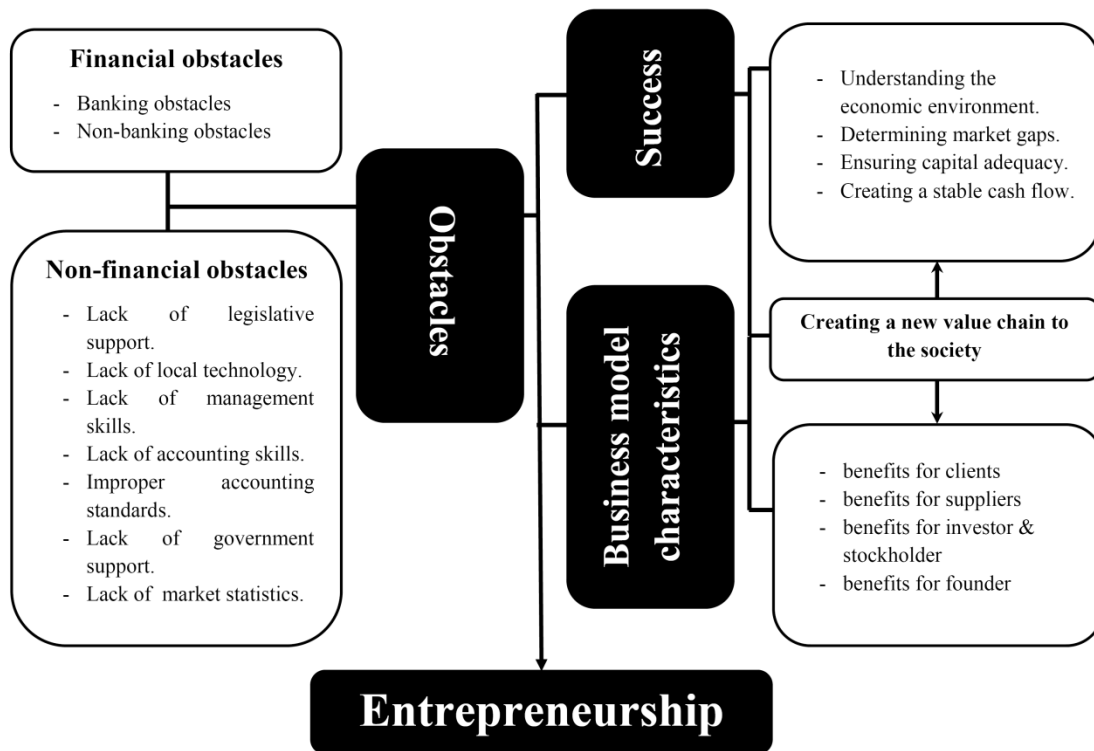 Financial obstacles
- Banking obstacles
- Non-banking obstacles
Non-financial obstacles
- Lack of legislative
support.
- Lack of local technology.
- Lack of management
skills.
- Lack of accounting skills.
- Improper accounting
standards.
- Lack of government
support.
- Lack of market statistics.
Obstacles
Success
Business model
characteristics
- Understanding the
economic environment.
- Determining market gaps.
- Ensuring capital adequacy.
- Creating a stable cash flow.
Creating a new value chain to
the society
- benefits for clients
- benefits for suppliers
- benefits for investor &
stockholder
- benefits for founder
Entrepreneurship